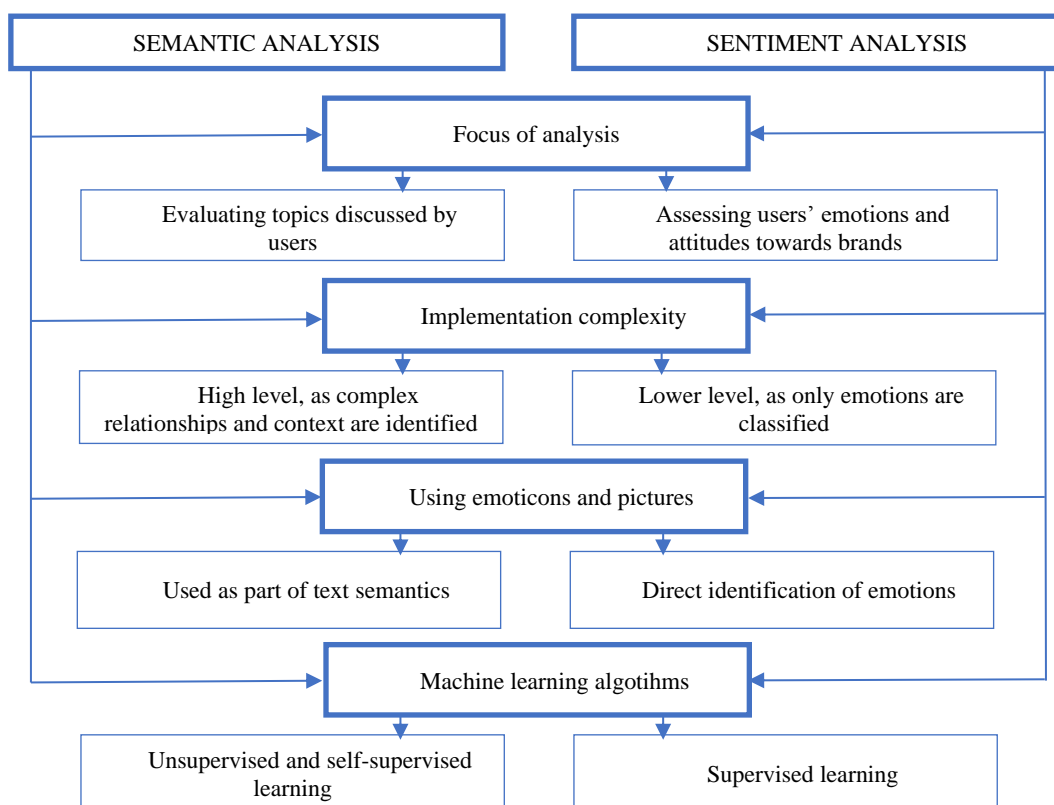 SEMANTIC ANALYSIS
SENTIMENT ANALYSIS
Focus of analysis
Evaluating topics discussed by
users
Assessing users’ emotions and
attitudes towards brands
Implementation complexity
High level, as complex
relationships and context are identified
Lower level, as only emotions are
classified
Using emoticons and pictures
Used as part of text semantics
Direct identification of emotions
Machine learning algotihms
Unsupervised and self-supervised
learning
Supervised learning